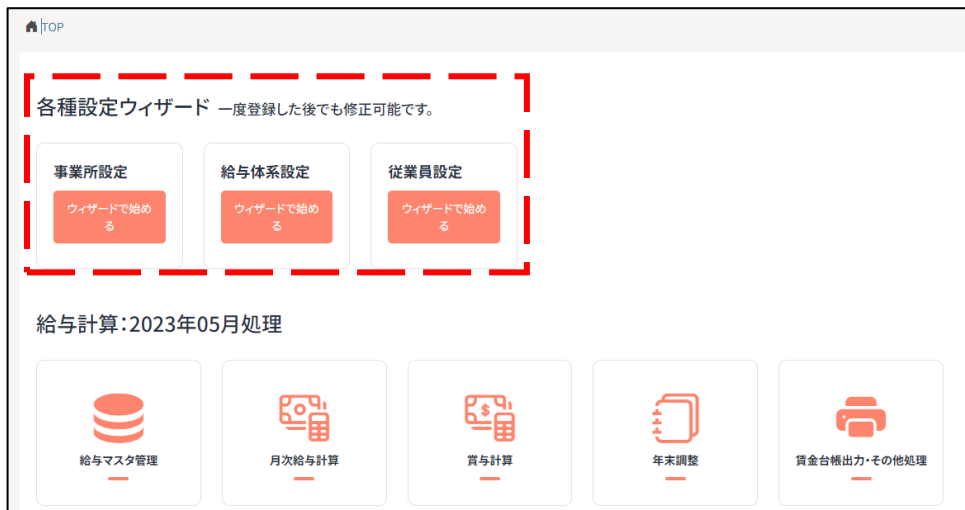 TOP
各種設定ウィザード 一度登録した後でも修正可能です。
事業所設定 給与体系設定 従業員設定
ウィザードで始め ウィザードで始め ウィザードで始め
る る る
給与計算：2023年05月処理
給与マスタ管理 月次給与計算 賞与計算 年末調整 賃金台帳出力・その他処理